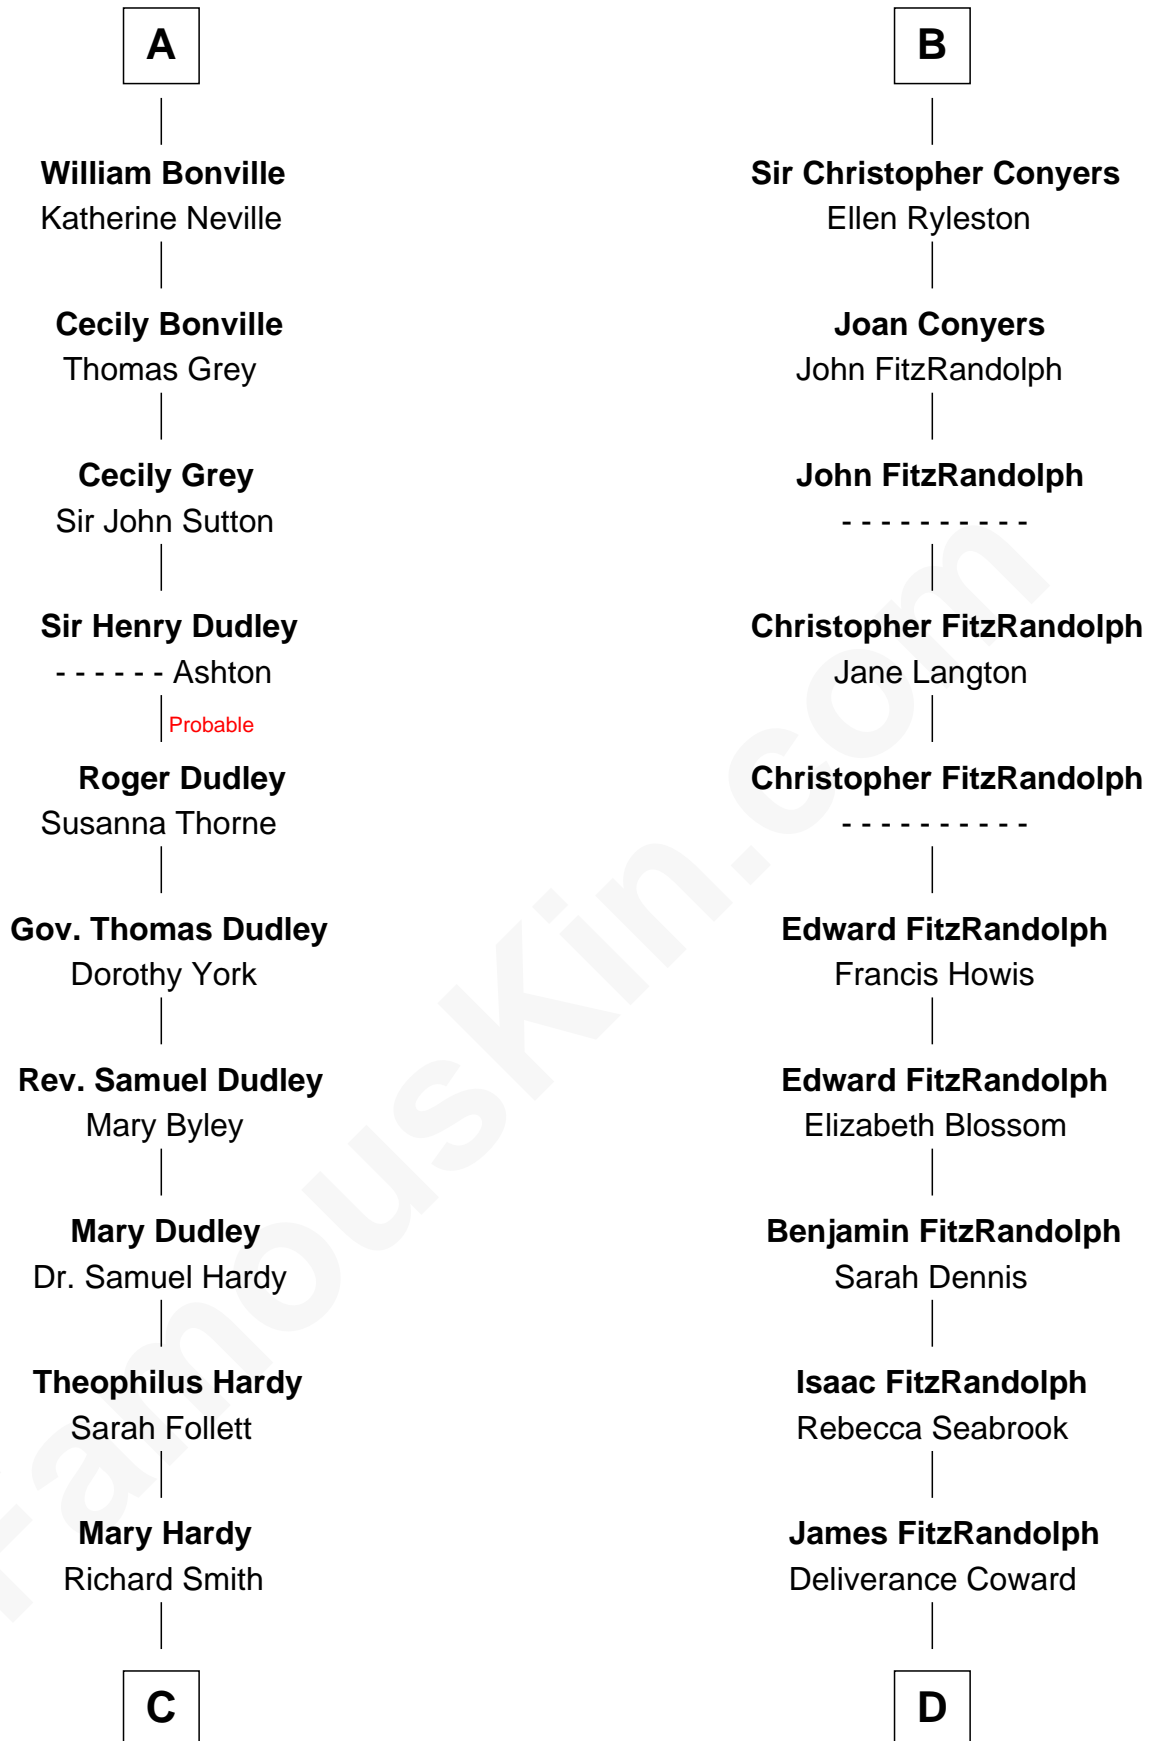 A
William Bonville
Katherine Neville
Cecily Bonville
Thomas Grey
Cecily Grey
Sir John Sutton
Sir Henry Dudley
- - - - - - Ashton
Probable
Roger Dudley
Susanna Thorne
Gov. Thomas Dudley
Dorothy York
Rev. Samuel Dudley
Mary Byley
Mary Dudley
Dr. Samuel Hardy
Theophilus Hardy
Sarah Follett
Mary Hardy
Richard Smith
C
B
Sir Christopher Conyers
Ellen Ryleston
Joan Conyers
John FitzRandolph
John FitzRandolph
- - - - - - - - - -
Christopher FitzRandolph
Jane Langton
Christopher FitzRandolph
- - - - - - - - - -
Edward FitzRandolph
Francis Howis
Edward FitzRandolph
Elizabeth Blossom
Benjamin FitzRandolph
Sarah Dennis
Isaac FitzRandolph
Rebecca Seabrook
James FitzRandolph
Deliverance Coward
D
FamousKin.com